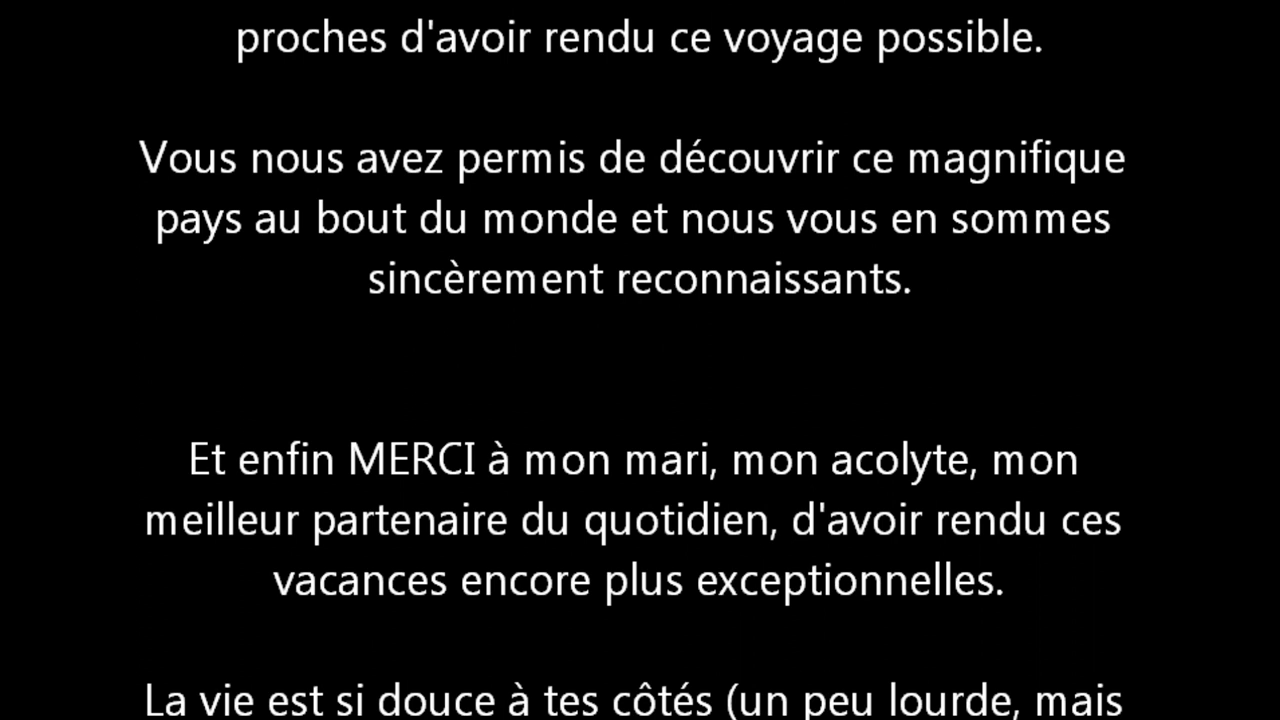 proches d'avoir rendu ce voyage possible.
Vous nous avez permis de découvrir ce magnifique
pays au bout du monde et nous vous en sommes
sincèrement reconnaissants.
Et enfin MERCI à mon mari, mon acolyte, mon
meilleur partenaire du quotidien, d'avoir rendu ces
vacances encore plus exceptionnelles.
La vie est si douce à tes côtés (un peu lourde, mais